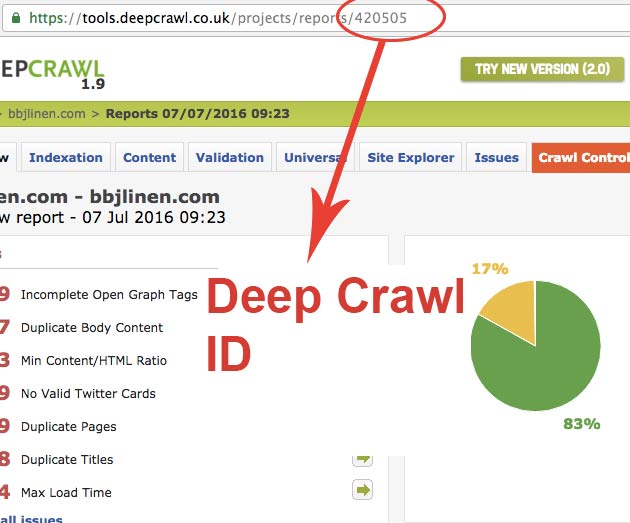 https://tools.deepcrawl.co.uk/projects/reports/420505
EPCRAWL
1.9
TRY NEW VERSION (2.0)
bbjlinen.com > Reports 07/07/2016 09:23
w Indexation Content Validation Universal Site Explorer Issues Crawl Control
en.com - bbjlinen.com
w report - 07 Jul 2016 09:23
s
17%
9 Incomplete Open Graph Tags
Deep Crawl
ID
7 Duplicate Body Content
3 Min Content/HTML Ratio
9 No Valid Twitter Cards
9 Duplicate Pages
83%
8 Duplicate Titles
4 Max Load Time
all issues